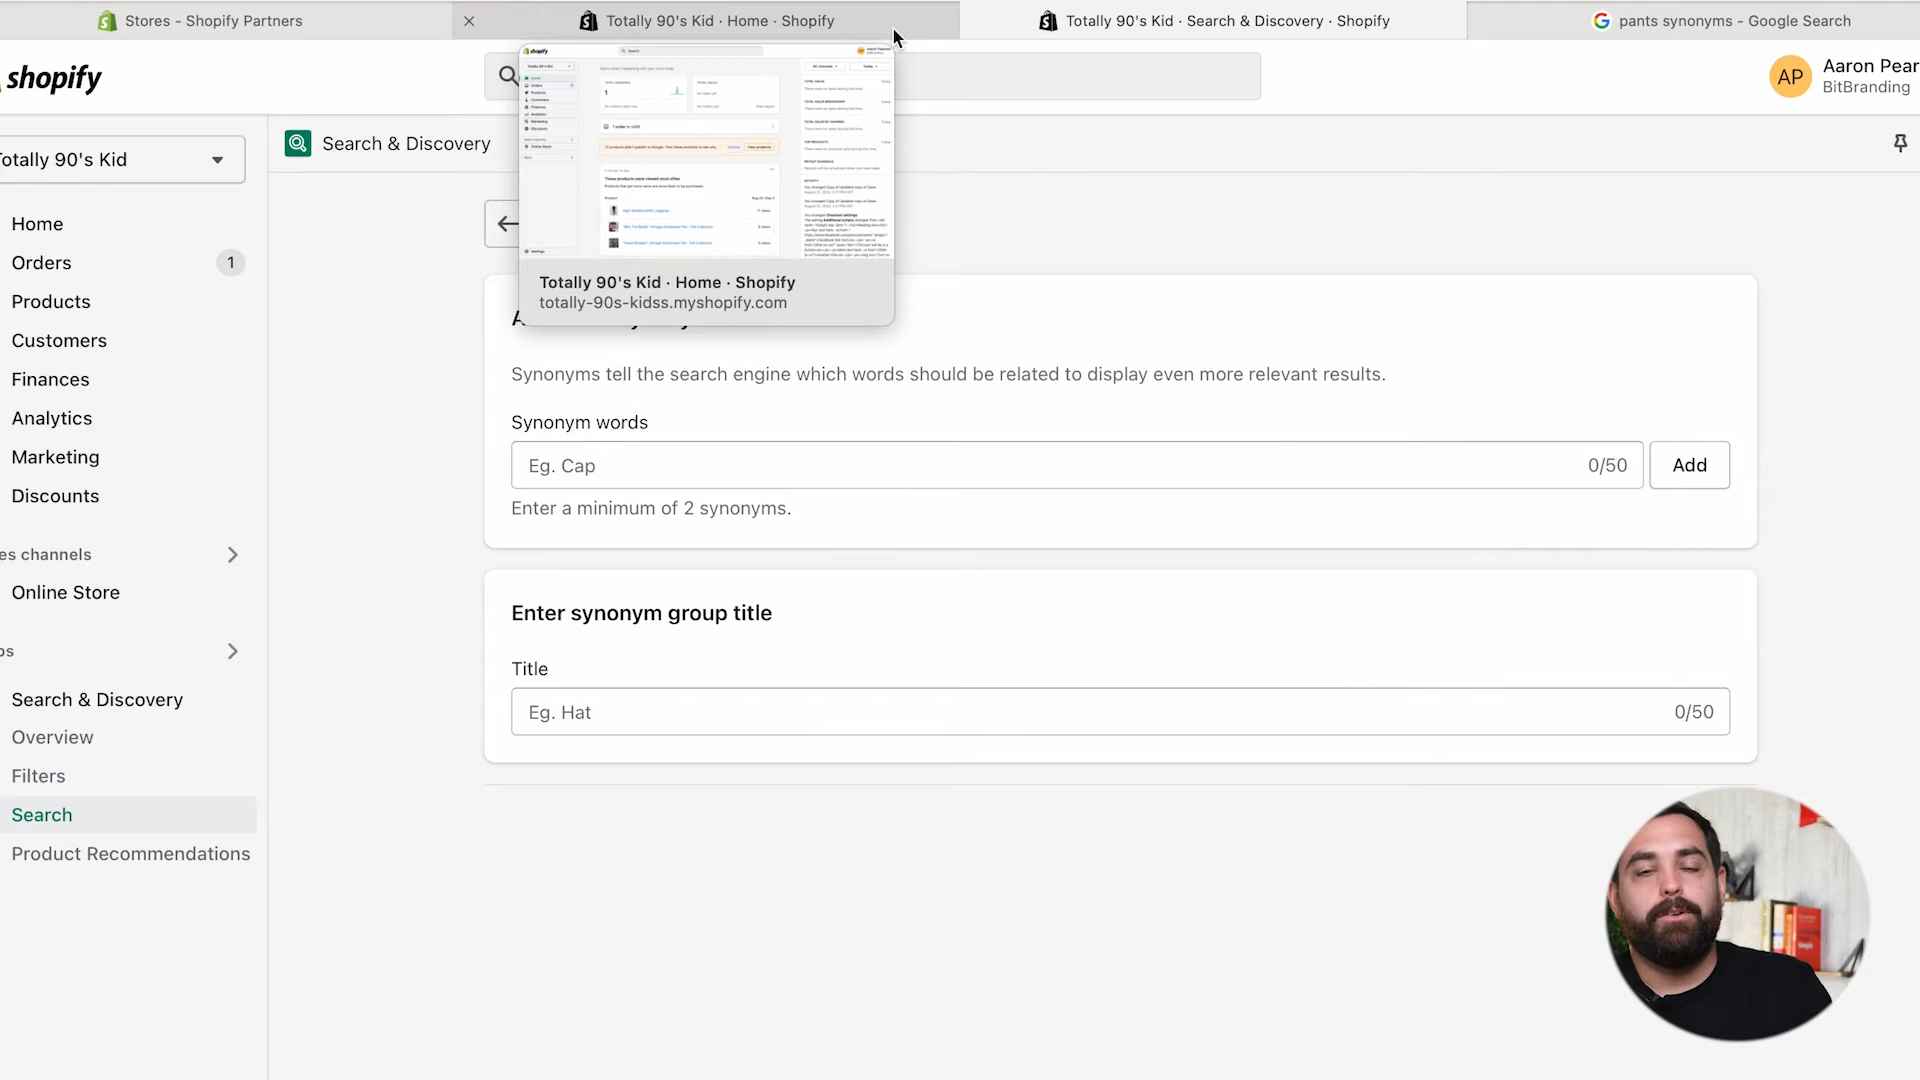 Stores - Shopify Partners
Totally 90's Kid · Home · Shopify
Totally 90's Kid · Search & Discovery · Shopify
pants synonyms - Google Search
shopify
AP
Aaron Pear
BitBranding
Totally 90's Kid
Search & Discovery
Totally 90's Kid · Home · Shopify
totally-90s-kidss.myshopify.com
Home
Orders
1
Products
Customers
Finances
Analytics
Marketing
Discounts
es channels
Online Store
ps
Search & Discovery
Overview
Filters
Search
Product Recommendations
Synonyms tell the search engine which words should be related to display even more relevant results.
Synonym words
Eg. Cap
0/50
Add
Enter a minimum of 2 synonyms.
Enter synonym group title
Title
Eg. Hat
0/50